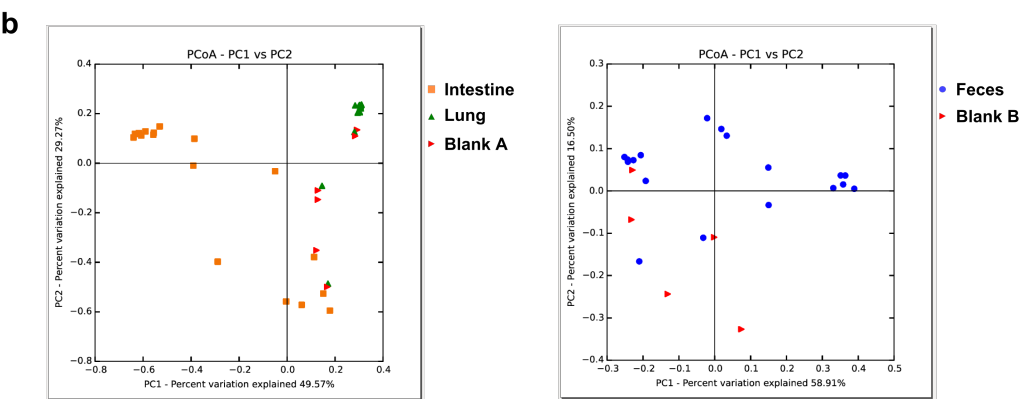 b
PCoA - PC1 vs PC2
0.4
0.2
0.0
−0.2
−0.4
−0.6
−0.8
−0.8 −0.6 −0.4 −0.2 0.0 0.2 0.4
PC2 - Percent variation explained 29.27%
PC1 - Percent variation explained 49.57%
Intestine
Lung
Blank A
PCoA - PC1 vs PC2
0.3
0.2
0.1
0.0
−0.1
−0.2
−0.3
−0.4
−0.3 −0.2 −0.1 0.0 0.1 0.2 0.3 0.4 0.5
PC2 - Percent variation explained 16.50%
PC1 - Percent variation explained 58.91%
Feces
Blank B